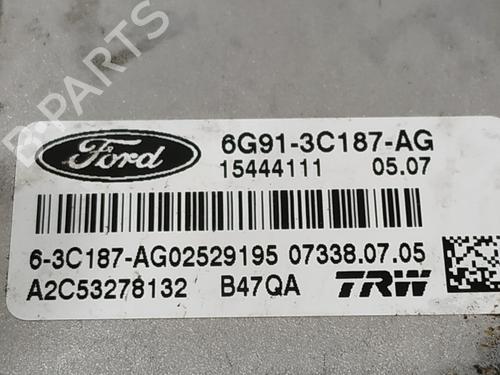 B-PARTS
Ford
6G91-3C187-AG
15444111 05.07
6-3C187-AG02529195 07338.07.05
A2C53278132 B47QA TRW